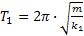 T₁ = 2π · √(m/k₁)